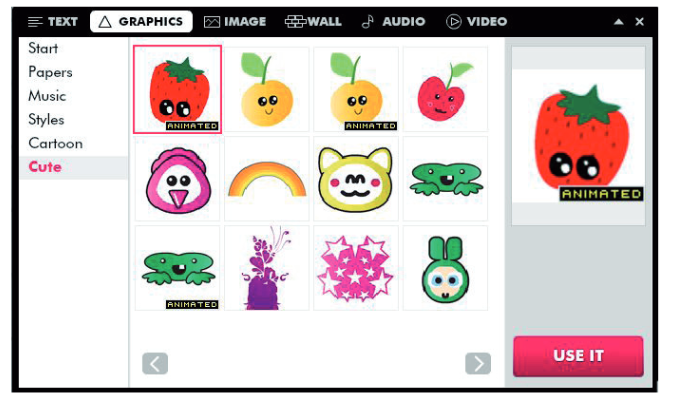 TEXT GRAPHICS IMAGE WALL AUDIO VIDEO
Start
Papers
Music
Styles
Cartoon
Cute
ANIMATED
ANIMATED
ANIMATED
ANIMATED
USE IT